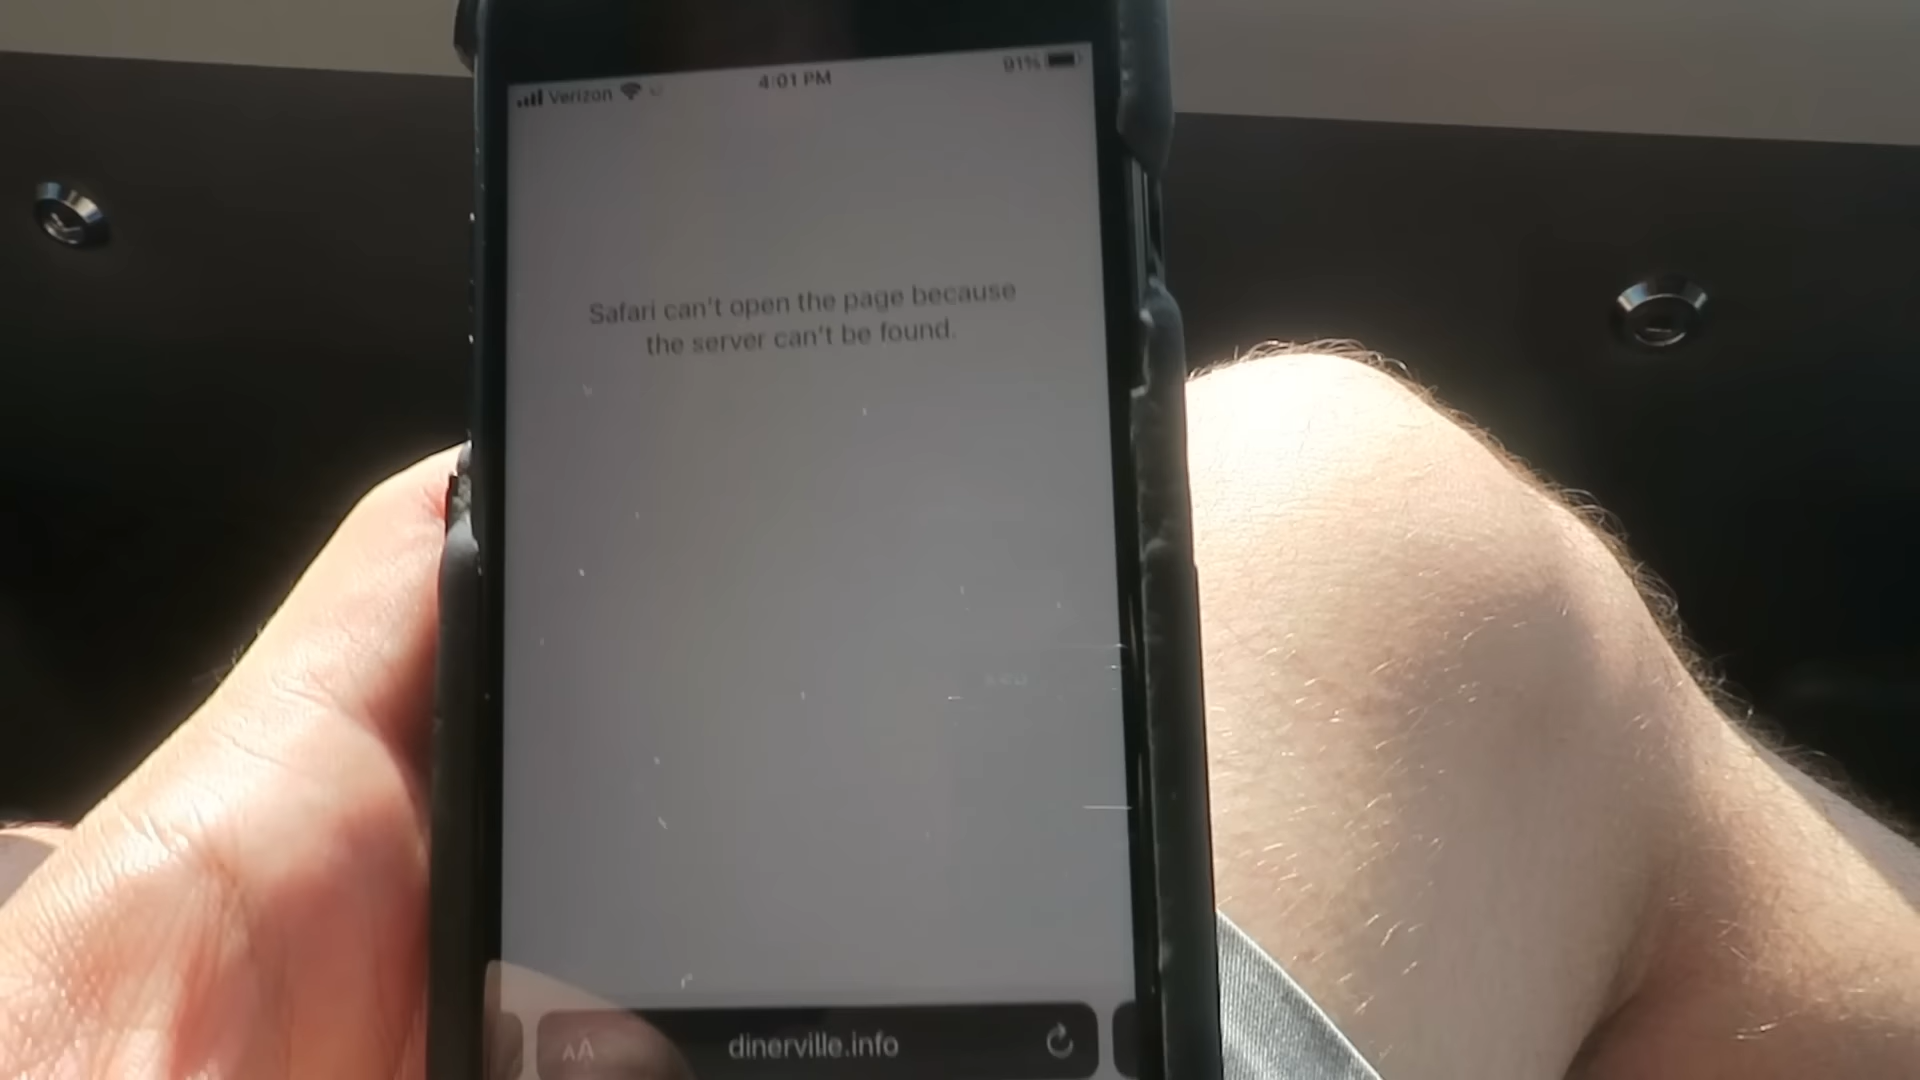 Verizon
4:01 PM
91%
Safari can't open the page because
the server can't be found.
AA
dinerville.info